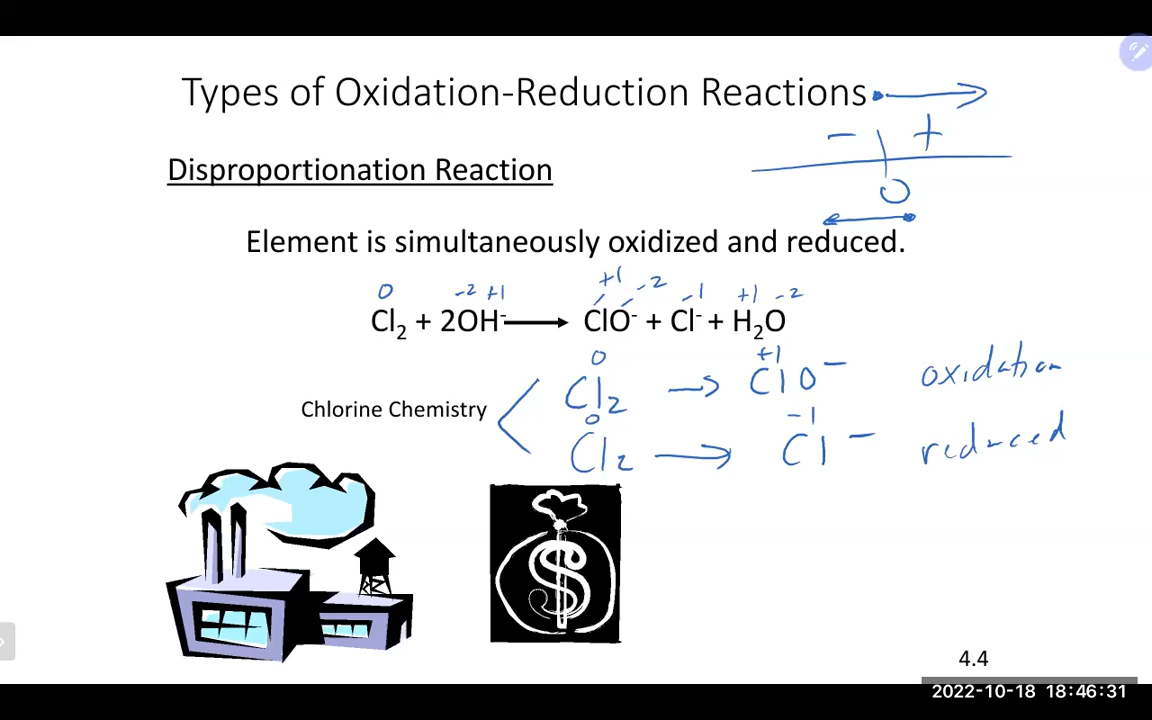 Types of Oxidation-Reduction Reactions
- +
0
Disproportionation Reaction
Element is simultaneously oxidized and reduced.
0 -2 +1 +1 -2 -1 +1 -2
Cl₂ + 2OH⁻ ⟶ ClO⁻ + Cl⁻ + H₂O
0 +1
Cl₂ → ClO⁻ oxidation
Chlorine Chemistry
0 -1
Cl₂ → Cl⁻ reduced
$
4.4
2022-10-18 18:46:31